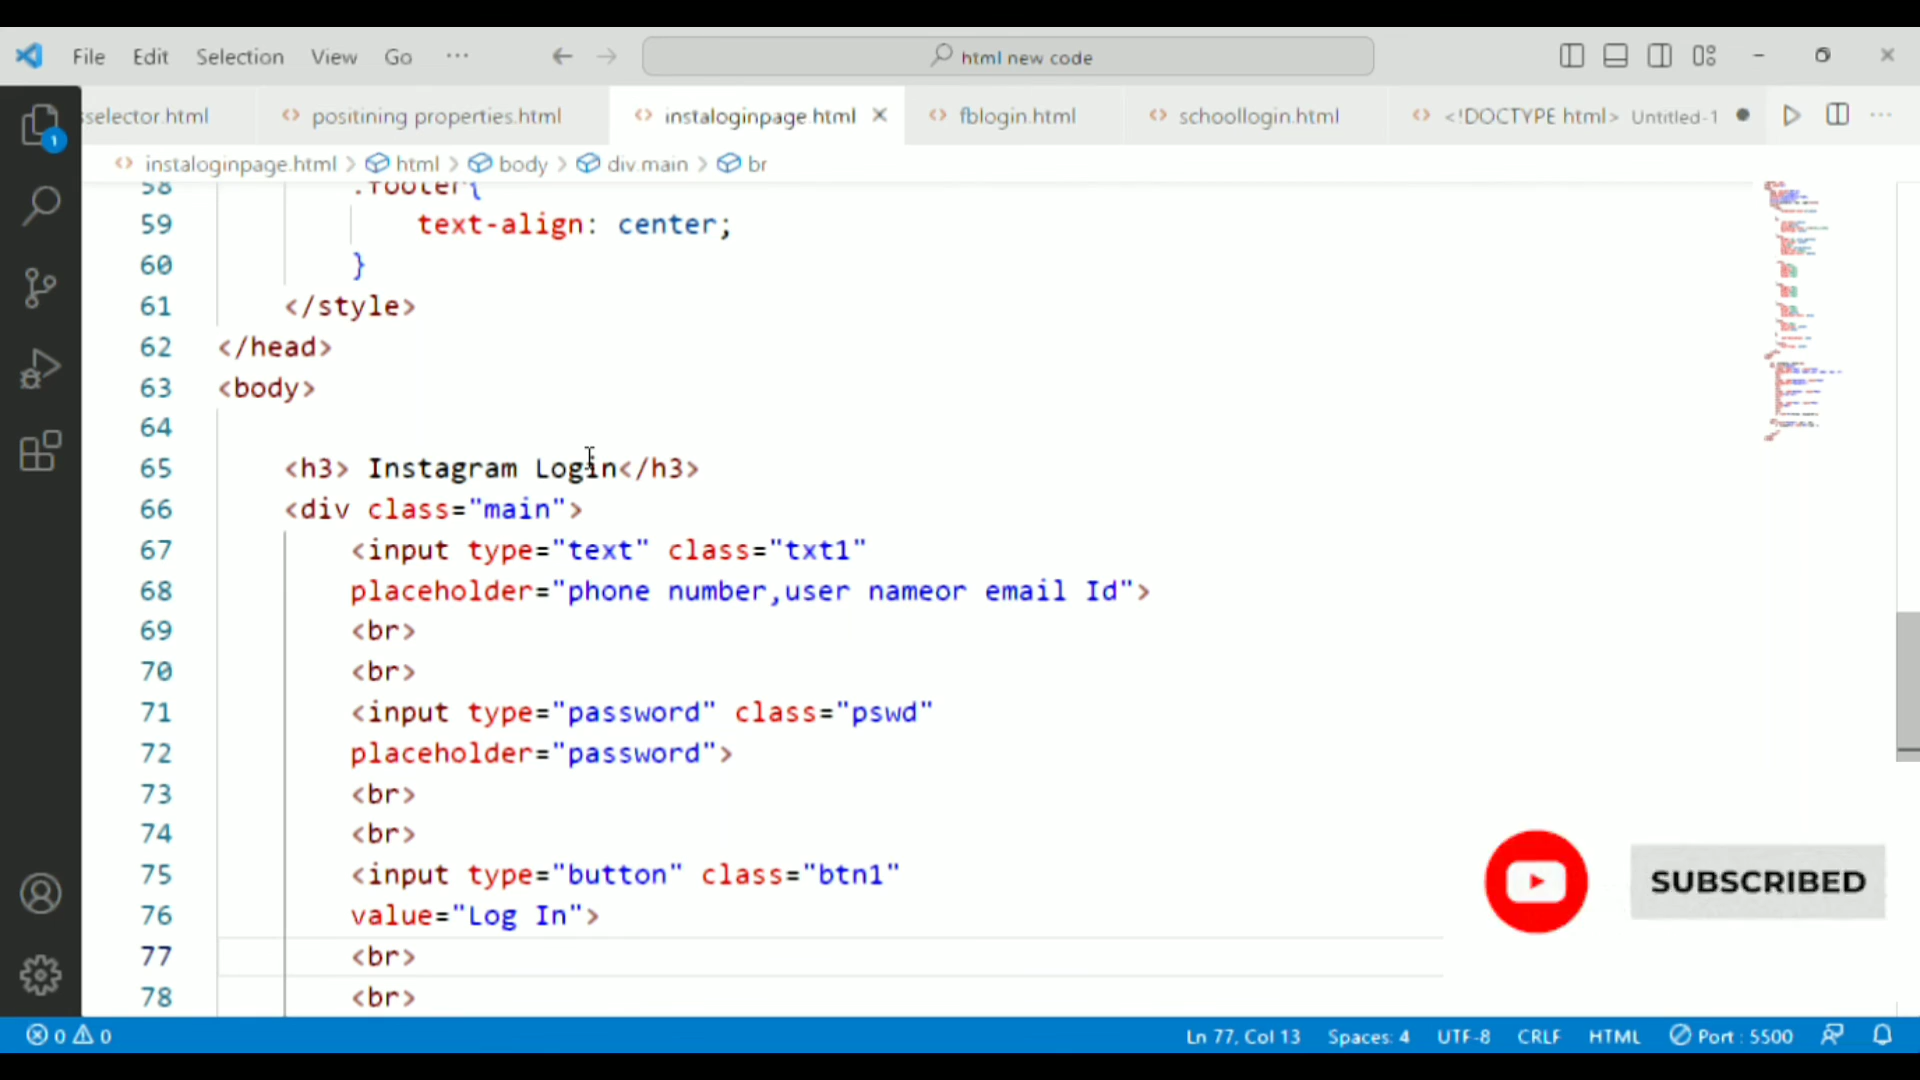 File Edit Selection View Go ··· html new code
selector.html positining properties.html instaloginpage.html fblogin.html schoollogin.html <!DOCTYPE html> Untitled-1
instaloginpage.html > html > body > div.main > br
58 .footer{
59 text-align: center;
60 }
61 </style>
62 </head>
63 <body>
64
65 <h3> Instagram Login</h3>
66 <div class="main">
67 <input type="text" class="txt1"
68 placeholder="phone number,user nameor email Id">
69 <br>
70 <br>
71 <input type="password" class="pswd"
72 placeholder="password">
73 <br>
74 <br>
75 <input type="button" class="btn1"
76 value="Log In">
77 <br>
78 <br>
1
SUBSCRIBED
0 0 Ln 77, Col 13 Spaces: 4 UTF-8 CRLF HTML Port : 5500